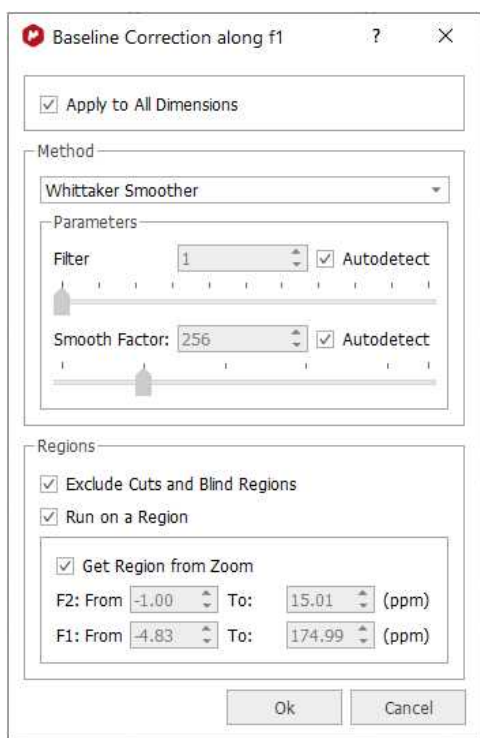 Baseline Correction along f1 ? X
Apply to All Dimensions
Method
Whittaker Smoother
Parameters
Filter 1 Autodetect
Smooth Factor: 256 Autodetect
Regions
Exclude Cuts and Blind Regions
Run on a Region
Get Region from Zoom
F2: From -1.00 To: 15.01 (ppm)
F1: From -4.83 To: 174.99 (ppm)
Ok Cancel